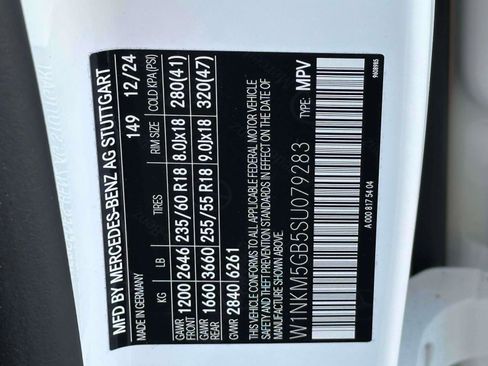 MFD BY MERCEDES-BENZ AG STUTTGART
MADE IN GERMANY 149 12/24
KG LB TIRES RIM SIZE COLD KPA(PSI)
GAWR FRONT 1200 2646 235/60 R18 8.0Jx18 280(41)
GAWR REAR 1660 3660 255/55 R18 9.0Jx18 320(47)
GVWR 2840 6261
THIS VEHICLE CONFORMS TO ALL APPLICABLE FEDERAL MOTOR VEHICLE
SAFETY AND THEFT PREVENTION STANDARDS IN EFFECT ON THE DATE OF
MANUFACTURE SHOWN ABOVE.
W1NKM5GB5SU079283 TYPE: MPV
A 000 817 54 04